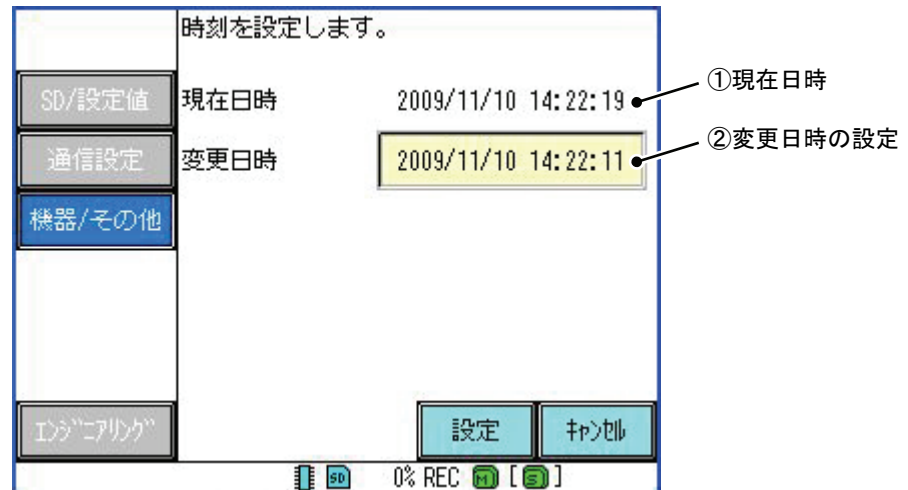 時刻を設定します。
SD/設定値
現在日時 2009/11/10 14:22:19
①現在日時
通信設定
変更日時 2009/11/10 14:22:11
②変更日時の設定
機器/その他
ｴﾝｼﾞﾆｱﾘﾝｸﾞ
設定 ｷｬﾝｾﾙ
SD 0% REC M [S]